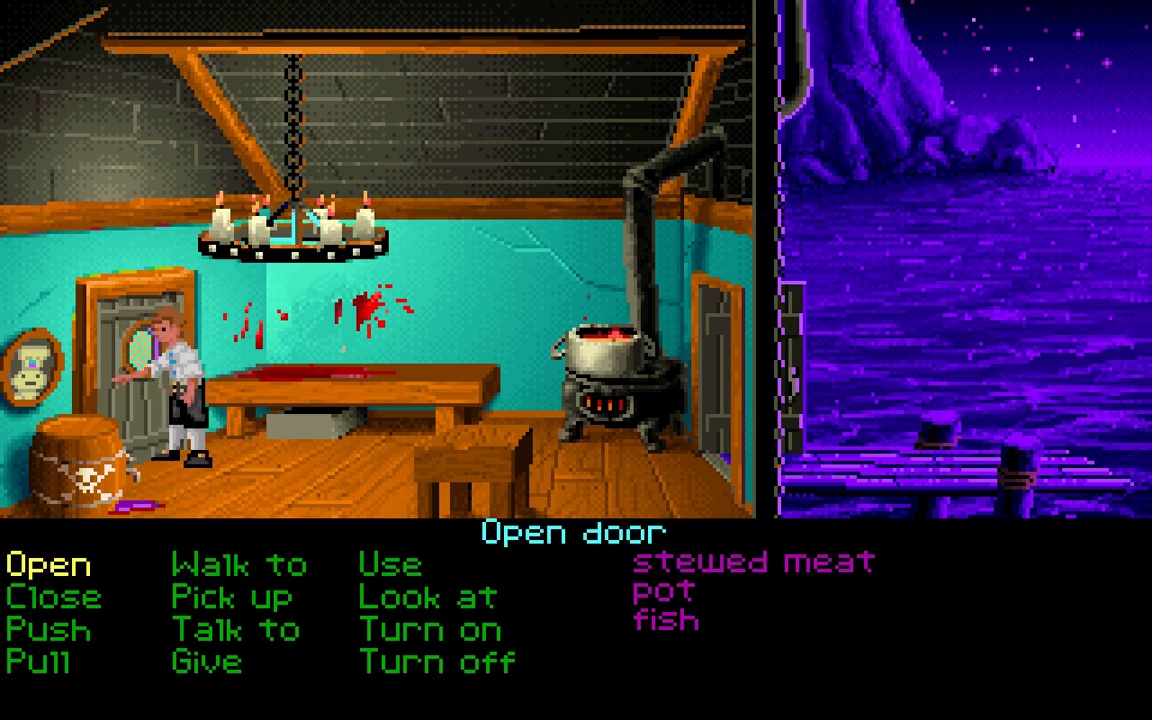 Open door
Open Walk to Use stewed meat
Close Pick up Look at pot
Push Talk to Turn on fish
Pull Give Turn off